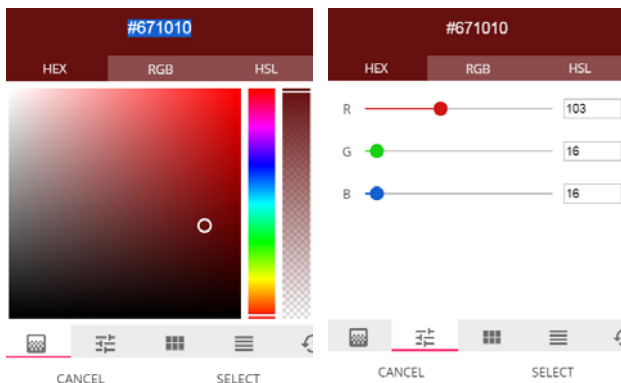 #671010
HEX RGB HSL
CANCEL SELECT
#671010
HEX RGB HSL
R 103
G 16
B 16
CANCEL SELECT